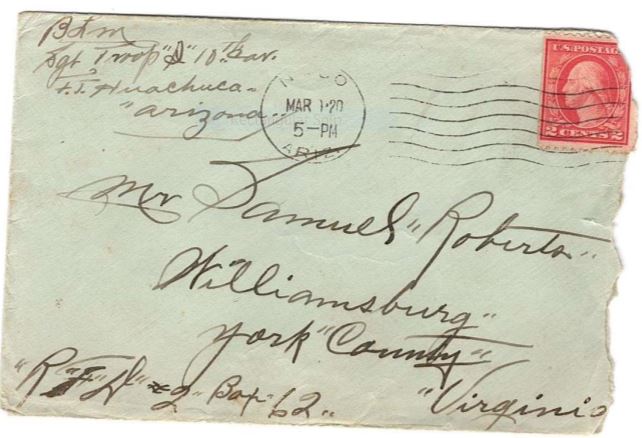 Sgt Troop "D" 10" Cav.
Ft. Huachuca-
"Arizona"
MAR 1·20
5-PM
ARIZ.
U.S. POSTAGE
2 CENTS 2
Mr Samuel "Roberts"
Williamsburg"
York "County"
"R "F" D" #2 "Box" 62..
"Virginia